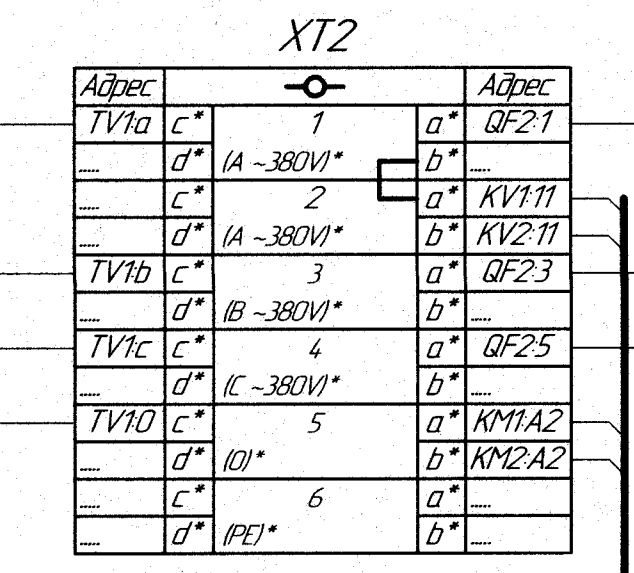 XT2
Адрес Адрес
TV1:a c* 1 a* QF2:1
..... d* (A ~380V)* b* .....
..... c* 2 a* KV1:11
..... d* (A ~380V)* b* KV2:11
TV1:b c* 3 a* QF2:3
..... d* (B ~380V)* b* .....
TV1:c c* 4 a* QF2:5
..... d* (C ~380V)* b* .....
TV1:0 c* 5 a* KM1:A2
..... d* (0)* b* KM2:A2
..... c* 6 a* .....
..... d* (PE)* b* .....